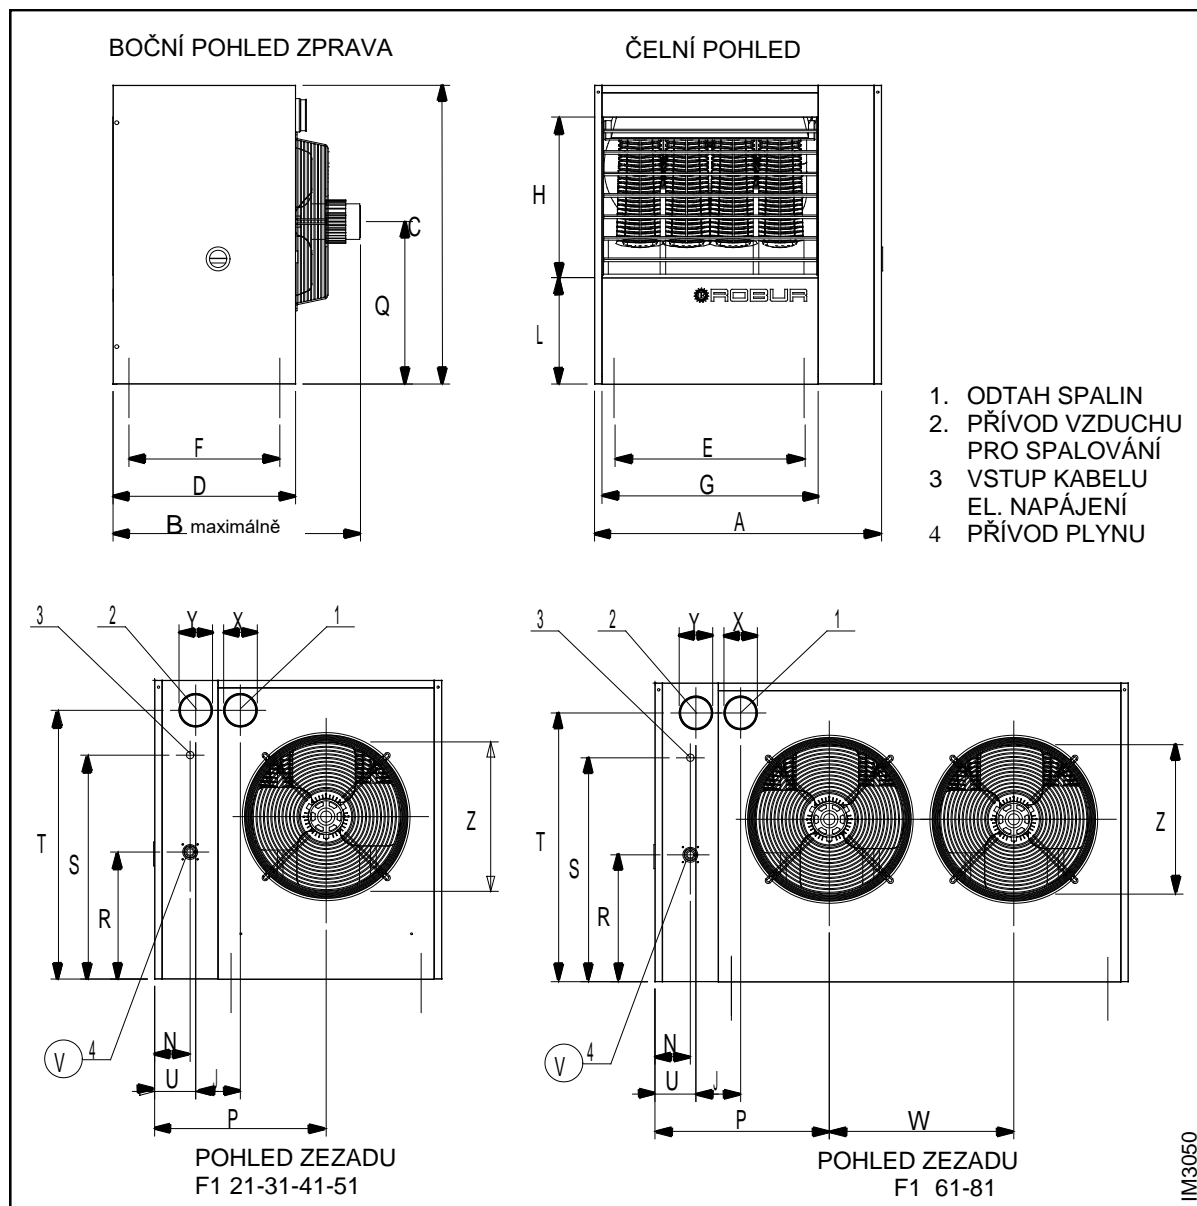 BOČNÍ POHLED ZPRAVA
ČELNÍ POHLED
C
Q
F
D
B maximálně
H
L
ROBUR
E
G
A
1. ODTAH SPALIN
2. PŘÍVOD VZDUCHU
PRO SPALOVÁNÍ
3 VSTUP KABELU
EL. NAPÁJENÍ
4 PŘÍVOD PLYNU
3
2
Y
X
1
T
S
R
Z
N
V
4
U
J
P
POHLED ZEZADU
F1 21-31-41-51
3
2
Y
X
1
T
S
R
Z
N
V
4
U
J
P
W
POHLED ZEZADU
F1 61-81
IM3050